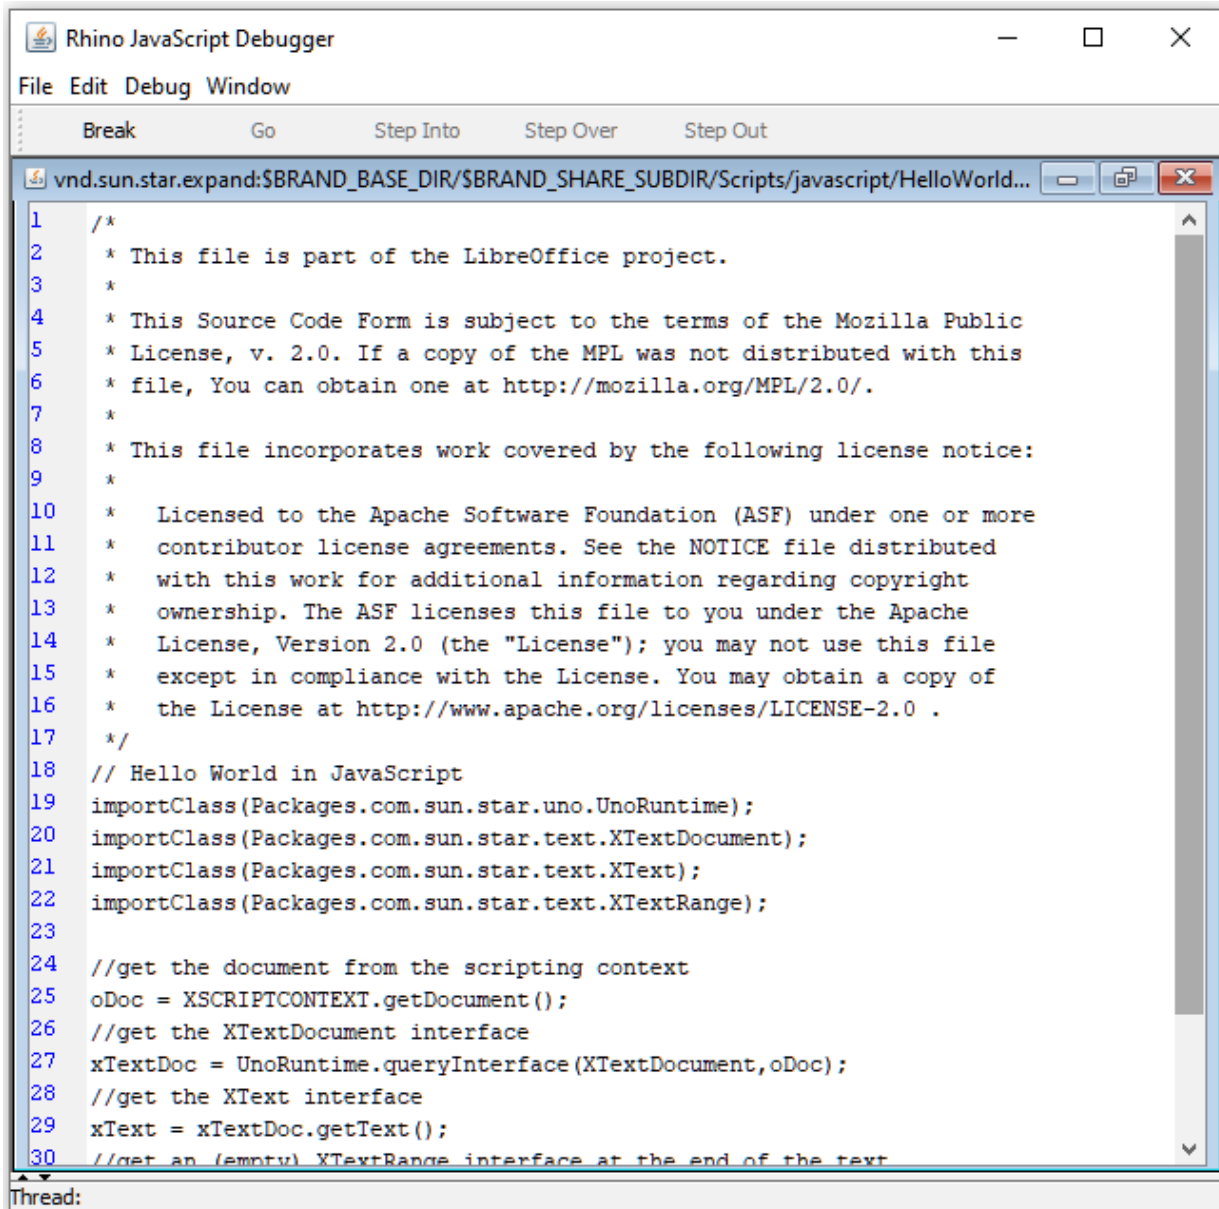 Rhino JavaScript Debugger
File Edit Debug Window
Break Go Step Into Step Over Step Out
vnd.sun.star.expand:$BRAND_BASE_DIR/$BRAND_SHARE_SUBDIR/Scripts/javascript/HelloWorld...
1 /*
2  * This file is part of the LibreOffice project.
3  *
4  * This Source Code Form is subject to the terms of the Mozilla Public
5  * License, v. 2.0. If a copy of the MPL was not distributed with this
6  * file, You can obtain one at http://mozilla.org/MPL/2.0/.
7  *
8  * This file incorporates work covered by the following license notice:
9  *
10  *   Licensed to the Apache Software Foundation (ASF) under one or more
11  *   contributor license agreements. See the NOTICE file distributed
12  *   with this work for additional information regarding copyright
13  *   ownership. The ASF licenses this file to you under the Apache
14  *   License, Version 2.0 (the "License"); you may not use this file
15  *   except in compliance with the License. You may obtain a copy of
16  *   the License at http://www.apache.org/licenses/LICENSE-2.0 .
17  */
18 // Hello World in JavaScript
19 importClass(Packages.com.sun.star.uno.UnoRuntime);
20 importClass(Packages.com.sun.star.text.XTextDocument);
21 importClass(Packages.com.sun.star.text.XText);
22 importClass(Packages.com.sun.star.text.XTextRange);
23
24 //get the document from the scripting context
25 oDoc = XSCRIPTCONTEXT.getDocument();
26 //get the XTextDocument interface
27 xTextDoc = UnoRuntime.queryInterface(XTextDocument,oDoc);
28 //get the XText interface
29 xText = xTextDoc.getText();
30 //get an (empty) XTextRange interface at the end of the text
Thread: